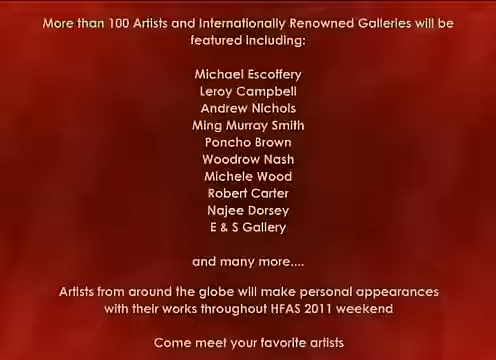 More than 100 Artists and Internationally Renowned Galleries will be
featured including:
Michael Escoffery
Leroy Campbell
Andrew Nichols
Ming Murray Smith
Poncho Brown
Woodrow Nash
Michele Wood
Robert Carter
Najee Dorsey
E & S Gallery
and many more....
Artists from around the globe will make personal appearances
with their works throughout HFAS 2011 weekend
Come meet your favorite artists